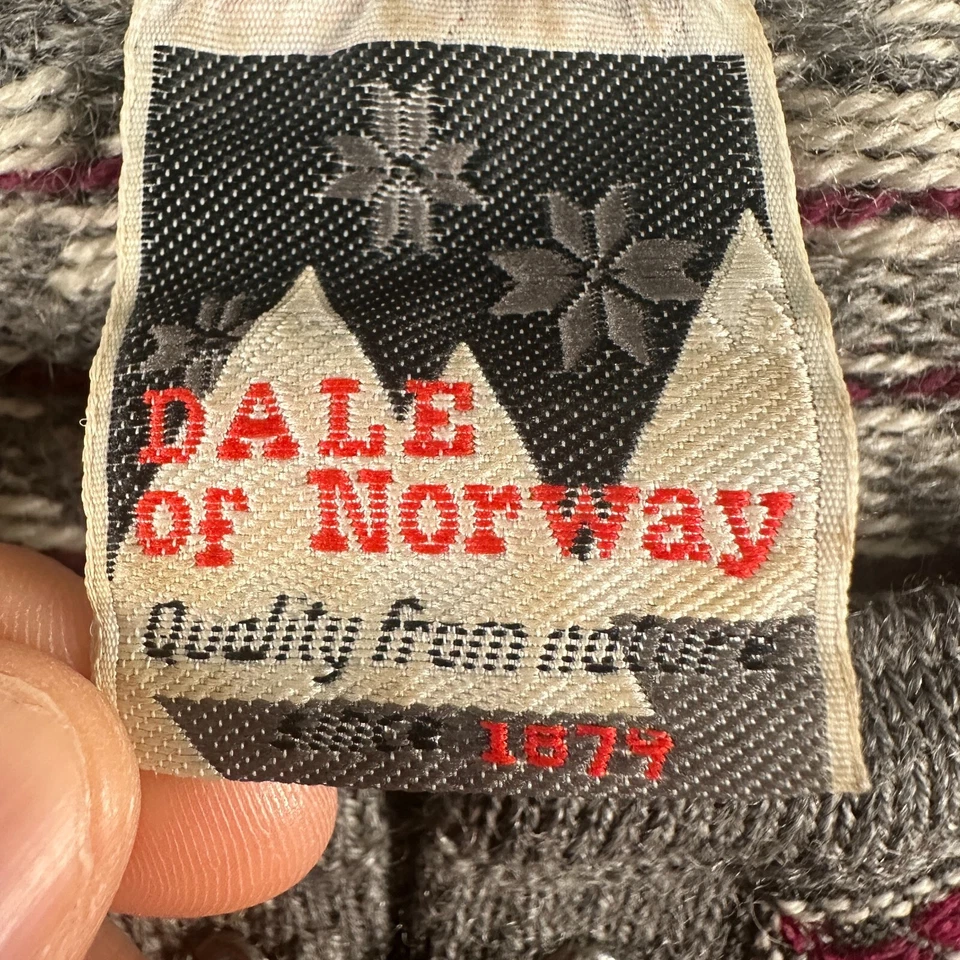 DALE
of Norway
Quality from nature
since 1879